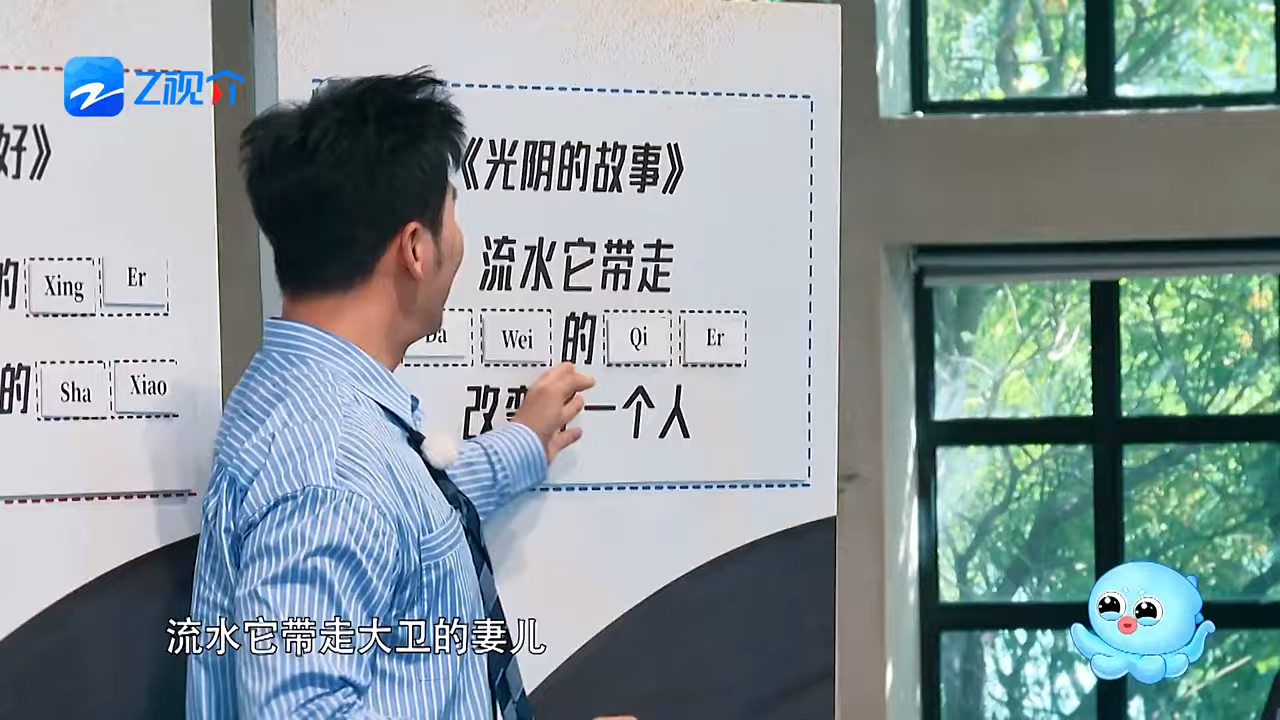 Z视介
好》
的 Xing Er
的 Sha Xiao
《光阴的故事》
流水它带走
Da Wei 的 Qi Er
改变 一个人
流水它带走大卫的妻儿